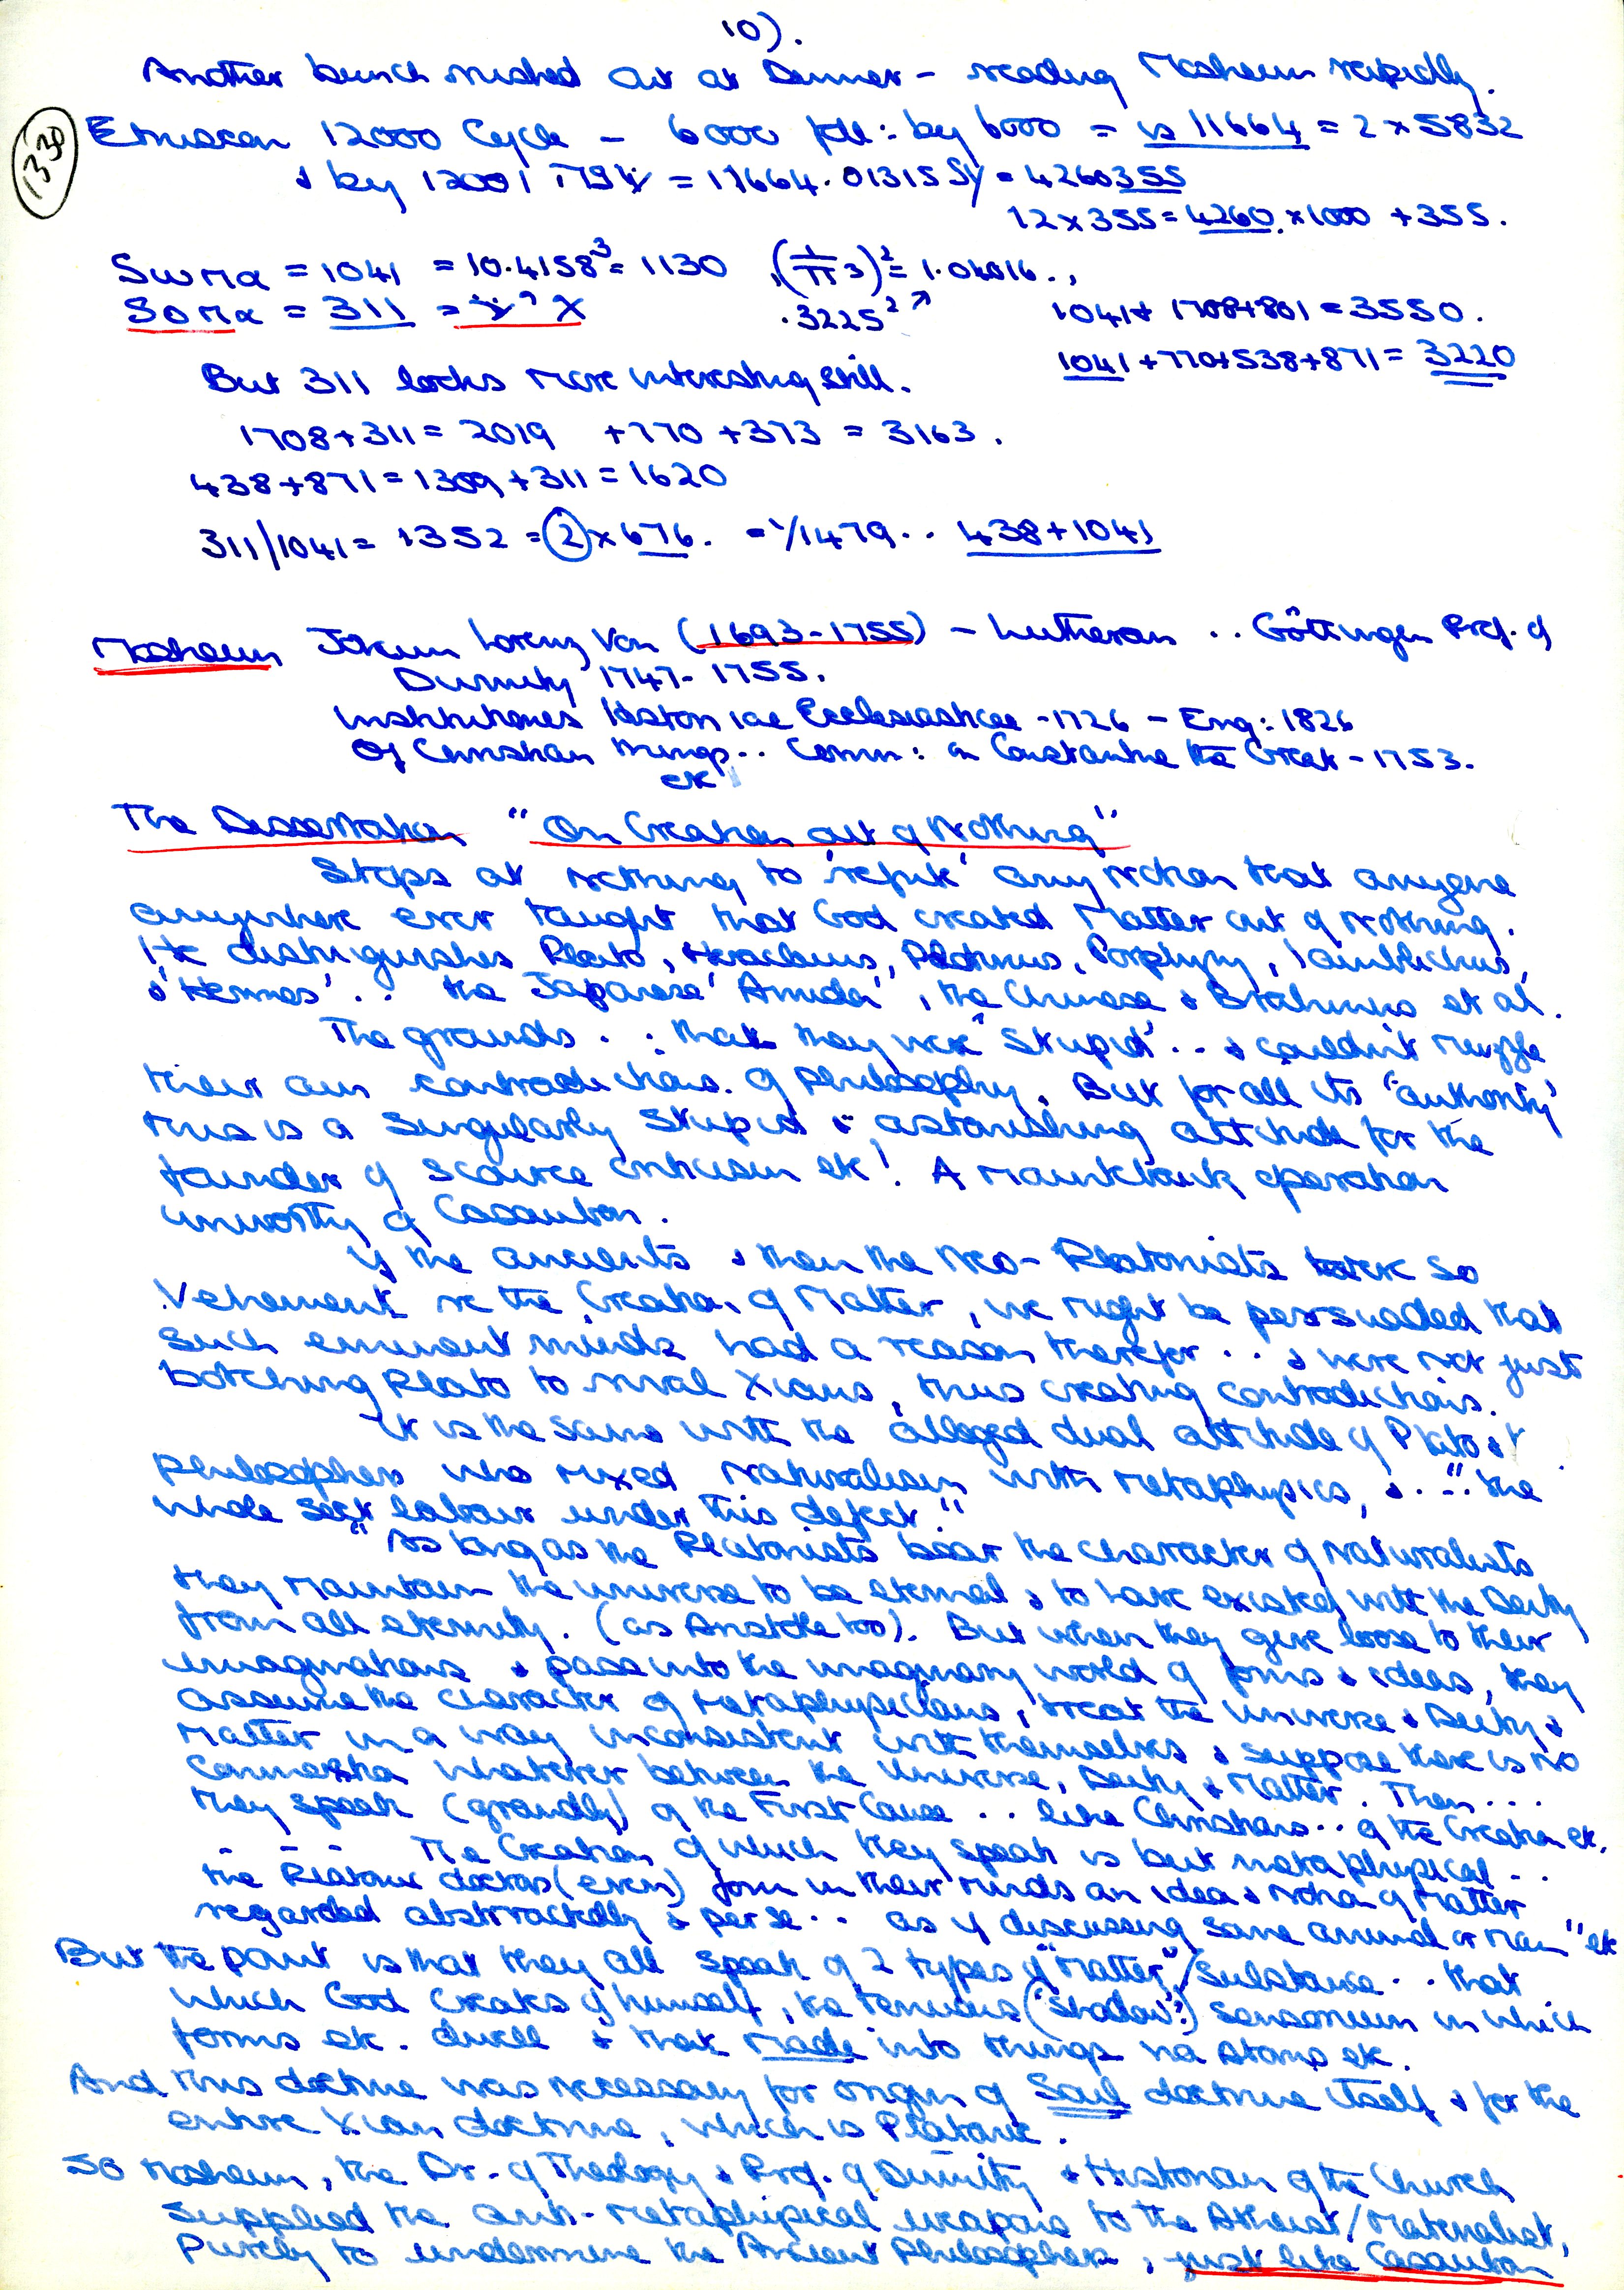 10).
Another bunch rushed out at Dinner - reading Mosheim rapidly.
1330
Etruscan 12000 Cycle - 6000 foll: by 6000 = is 11664 = 2 x 5832
& by 12001 = 11664.01315 Sy = 4260355
12 x 355 = 4260 x 1000 + 355.
Swma = 1041 = 10.4158³ = 1130 , (1/π 3)² = 1.04016..,
Soma = 311 = X .3225² 1041 + 1708 + 801 = 3550.
But 311 looks more interesting still. 1041 + 770 + 538 + 871 = 3220
1708 + 311 = 2019 + 770 + 373 = 3163.
438 + 871 = 1309 + 311 = 1620
311/1041 = 1352 = 2 x 676. = 1/1479.. 438 + 1041
Mosheim Johann Lorenz Von (1693-1755) - Lutheran .. Göttingen Prof. of
Divinity 1747-1755.
Institutiones Historiae Ecclesiasticae - 1726 - Eng: 1826
Of Christian things .. Comm: on Constantine the Great - 1753.
etc
The Dissertation "On Creation out of Nothing"
Stops at nothing to 'refute' any notion that anyone
anywhere ever taught that God created Matter out of Nothing.
He distinguishes Plato, Hierocles, Plotinus, Porphyry, Iamblichus,
& 'Hermes' .. the Japanese 'Amida', the Chinese & Brahmins et al.
The grounds . : that they were 'stupid' .. & couldn't muzzle
their own contradictions of philosophy. But for all its 'authority'
this is a singularly stupid & astonishing attitude for the
founder of source criticism etc! A mountebank operation
unworthy of Casaubon.
If the ancients & then the Neo-Platonists were so
vehement re the Creation of Matter, we might be persuaded that
such eminent minds had a reason therefor .. & were not just
botching Plato to rival Xians, thus creating contradictions.
It is the same with the alleged dual attitude of Plato &
philosophers who mixed Naturalism with metaphysics, & .. "the
whole sect labour under this defect."
"As long as the Platonists bear the character of naturalists
they maintain the universe to be eternal & to have existed with the Deity
from all eternity. (as Aristotle too). But when they give loose to their
imaginations & pass into the imaginary world of forms & ideas, they
assume the character of metaphysicians, treat the universe & Deity &
matter in a way inconsistent with themselves & suppose there is no
connection whatever between the Universe, Deity & Matter. Then...
they speak (grandly) of the First Cause .. like Christians .. of the Creation etc.
- - - The Creation of which they speak is but metaphysical ..
the Platonic doctors (even) form in their minds an idea & notion of matter
regarded abstractedly & per se .. as if discussing some animal or man" etc
But the point is that they all speak of 2 types of "Matter"/Substance .. that
which God creates of himself, the tenuous ('Shadow'?) sensorium in which
forms etc. dwell & that made into things via atoms etc.
And this doctrine was necessary for origin of Soul doctrine itself & for the
entire Xian doctrine, which is Platonic.
So Mosheim, the Dr. of Theology & Prof. of Divinity & Historian of the Church
supplied the anti-metaphysical weapons to the Atheist/Materialist,
Purely to undermine the Ancient Philosophers, just like Casaubon